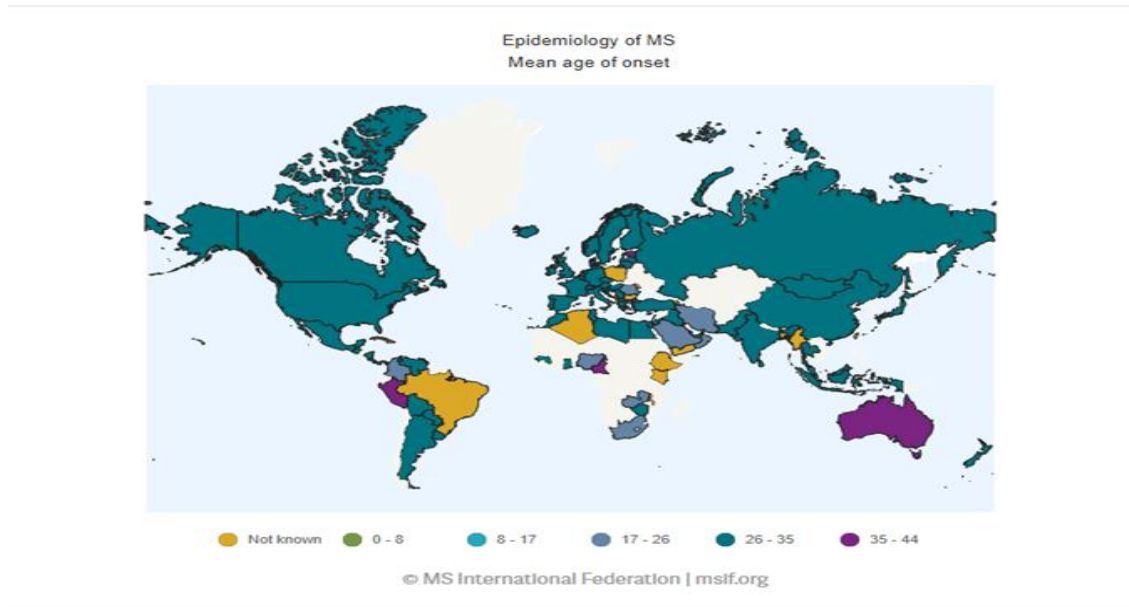 Epidemiology of MS
Mean age of onset
Not known 0 - 8 8 - 17 17 - 26 26 - 35 35 - 44
© MS International Federation | msif.org